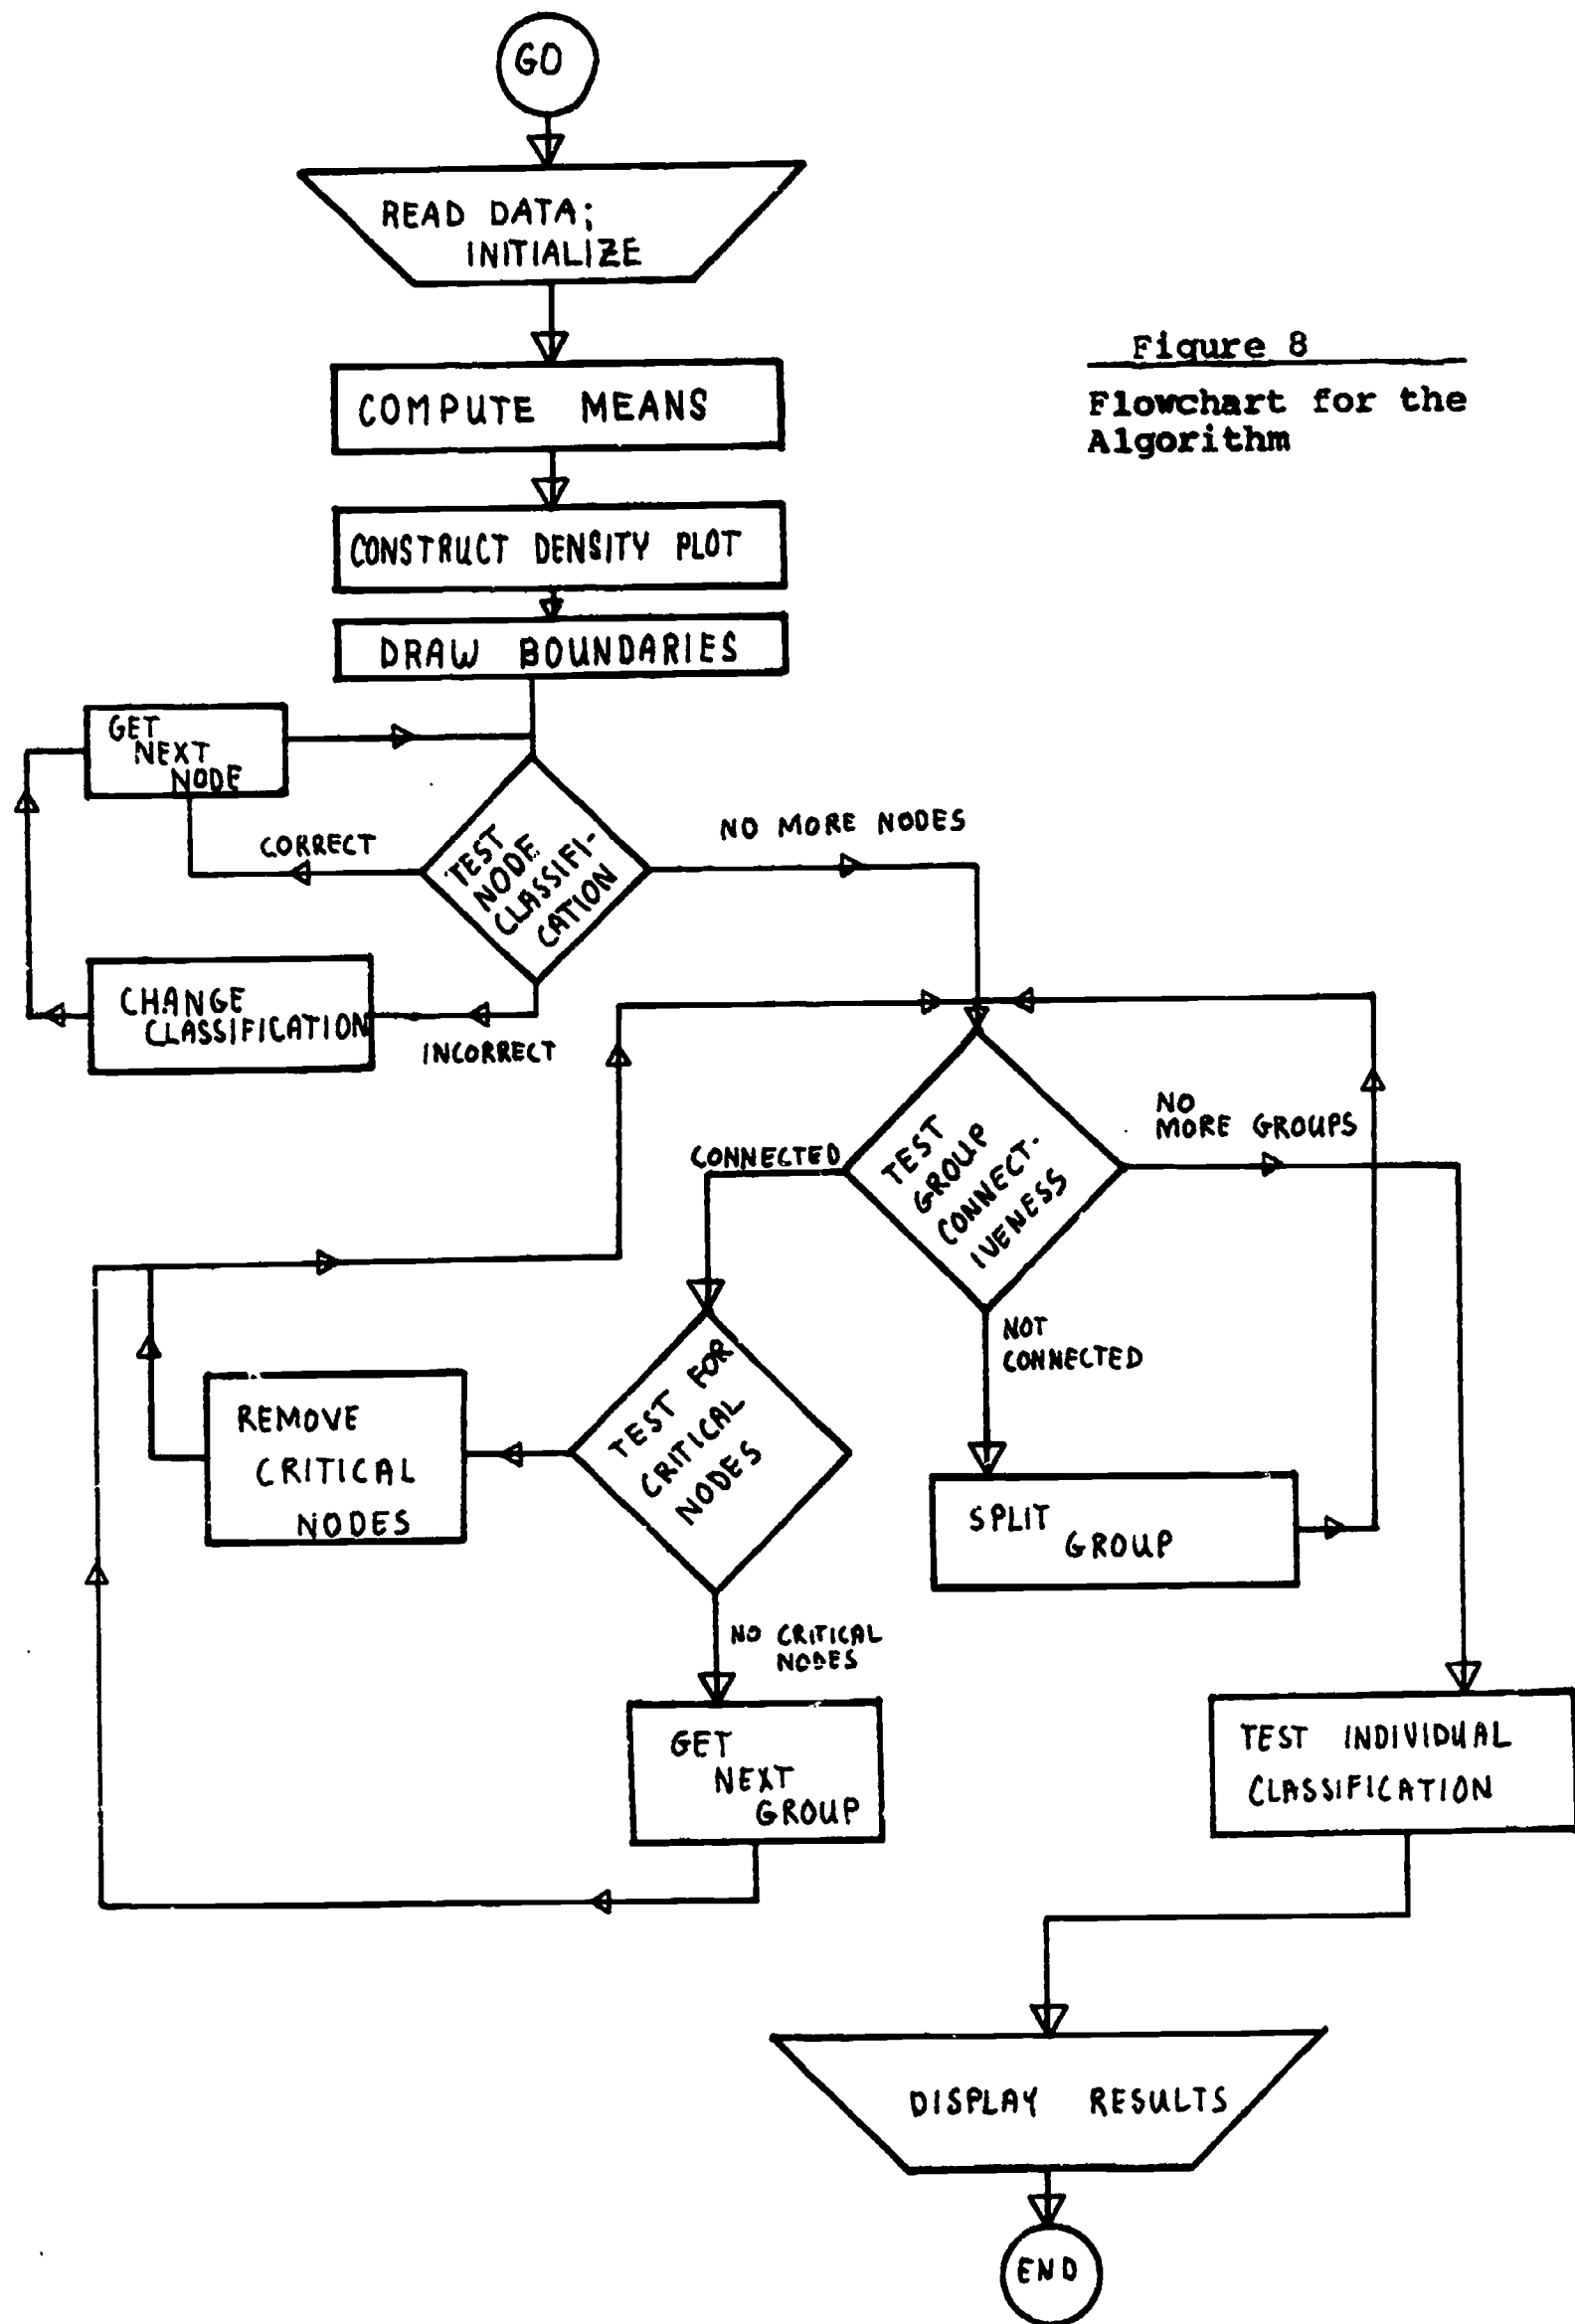 GO
READ DATA;
INITIALIZE
Figure 8
Flowchart for the
Algorithm
COMPUTE MEANS
CONSTRUCT DENSITY PLOT
DRAW BOUNDARIES
GET
NEXT
NODE
CORRECT
TEST
NODE
CLASSIFI-
CATION
NO MORE NODES
CHANGE
CLASSIFICATION
INCORRECT
CONNECTED
TEST
GROUP
CONNECT-
IVENESS
NO
MORE GROUPS
NOT
CONNECTED
REMOVE
CRITICAL
NODES
TEST FOR
CRITICAL
NODES
SPLIT
GROUP
NO CRITICAL
NODES
GET
NEXT
GROUP
TEST INDIVIDUAL
CLASSIFICATION
DISPLAY RESULTS
END